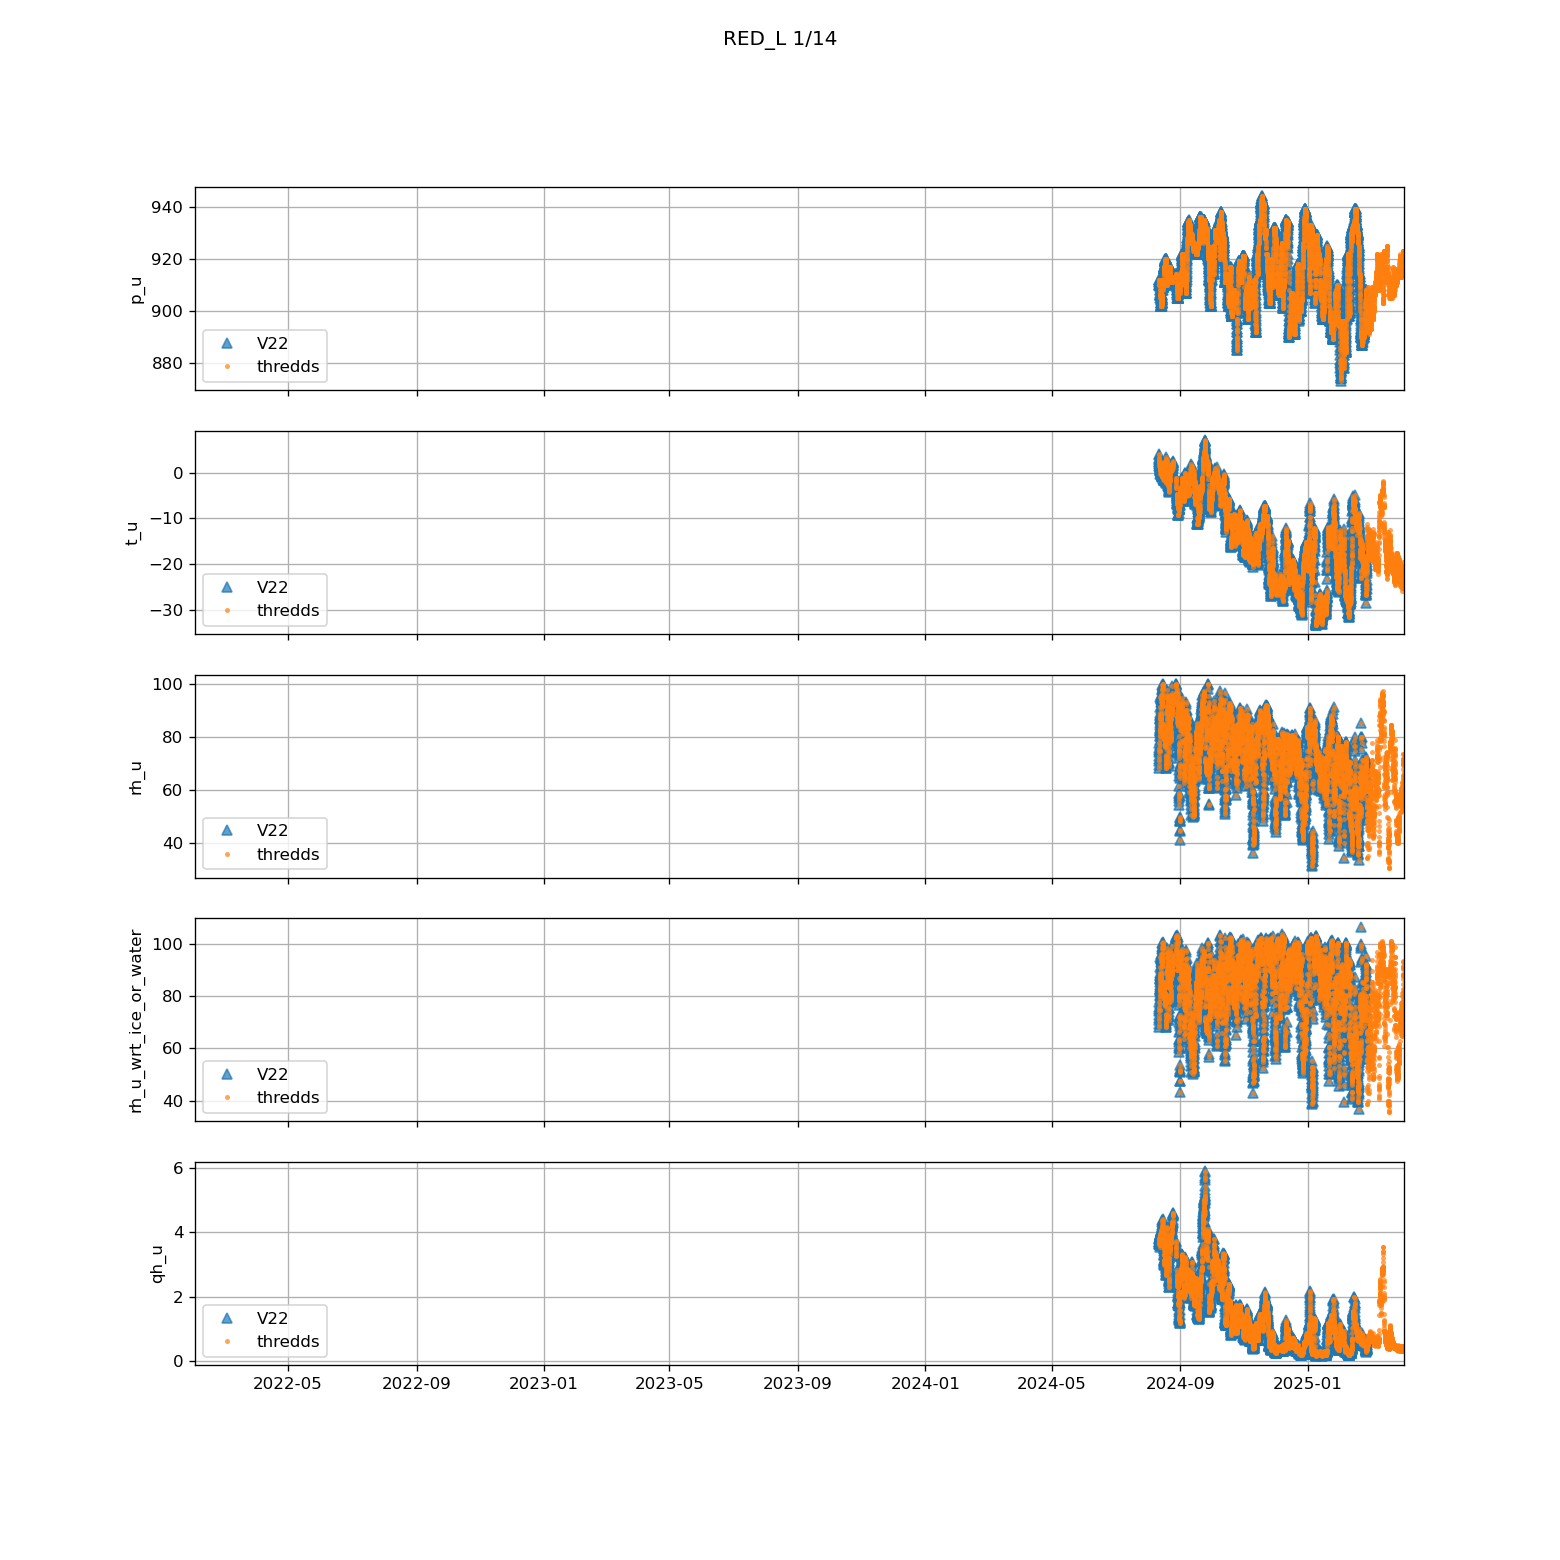 RED_L 1/14
940
920
900
880
p_u
V22
thredds
0
−10
−20
−30
t_u
V22
thredds
100
80
60
40
rh_u
V22
thredds
100
80
60
40
rh_u_wrt_ice_or_water
V22
thredds
6
4
2
0
qh_u
V22
thredds
2022-05 2022-09 2023-01 2023-05 2023-09 2024-01 2024-05 2024-09 2025-01